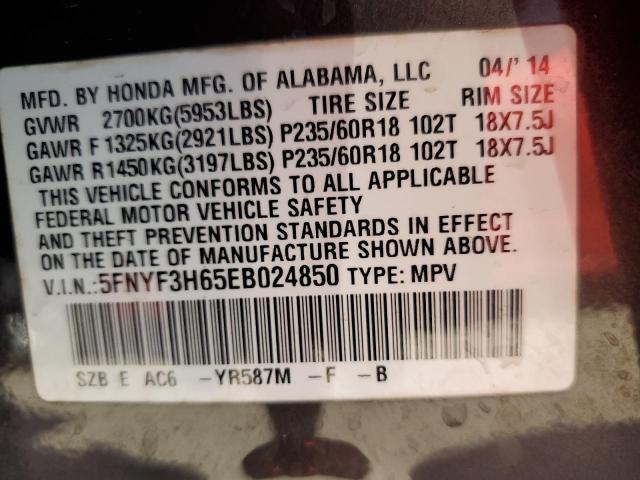 MFD. BY HONDA MFG. OF ALABAMA, LLC 04/' 14
GVWR 2700KG(5953LBS) TIRE SIZE RIM SIZE
GAWR F 1325KG(2921LBS) P235/60R18 102T 18X7.5J
GAWR R1450KG(3197LBS) P235/60R18 102T 18X7.5J
THIS VEHICLE CONFORMS TO ALL APPLICABLE
FEDERAL MOTOR VEHICLE SAFETY
AND THEFT PREVENTION STANDARDS IN EFFECT
ON THE DATE OF MANUFACTURE SHOWN ABOVE.
V.I.N.:5FNYF3H65EB024850 TYPE: MPV
SZB E AC6 -YR587M -F -B